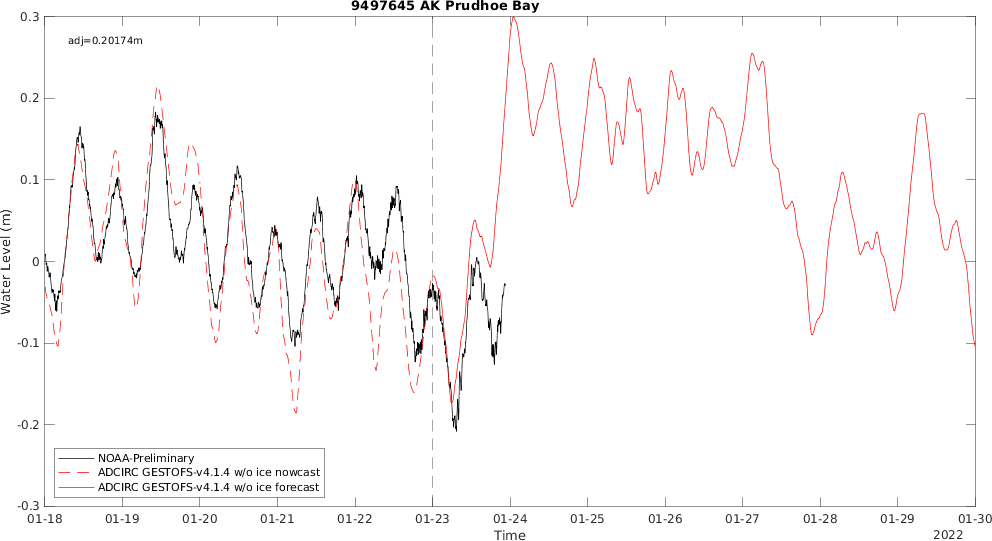 9497645 AK Prudhoe Bay
adj=0.20174m
0.3
0.2
0.1
0
-0.1
-0.2
-0.3
Water Level (m)
NOAA-Preliminary
ADCIRC GESTOFS-v4.1.4 w/o ice nowcast
ADCIRC GESTOFS-v4.1.4 w/o ice forecast
01-18 01-19 01-20 01-21 01-22 01-23 01-24 01-25 01-26 01-27 01-28 01-29 01-30
Time
2022